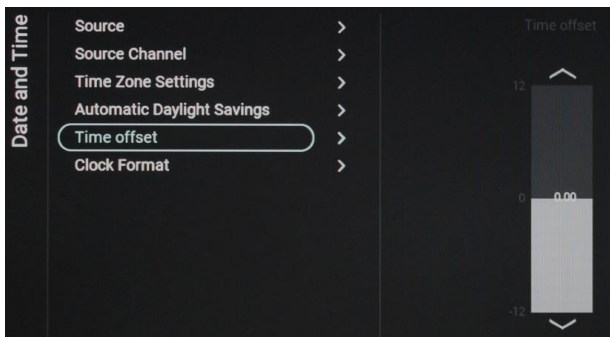 Date and Time
Source
Source Channel
Time Zone Settings
Automatic Daylight Savings
Time offset
Clock Format
Time offset
12
0
0.00
-12